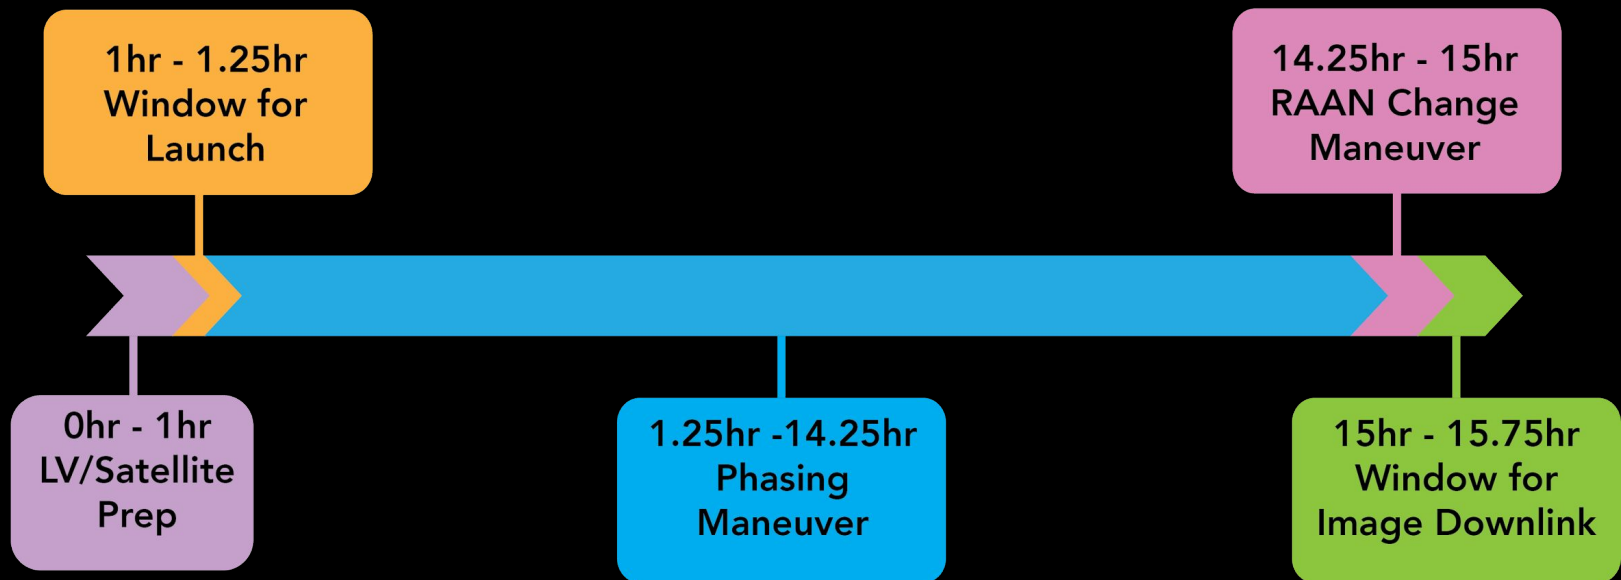 1hr - 1.25hr
Window for
Launch
14.25hr - 15hr
RAAN Change
Maneuver
0hr - 1hr
LV/Satellite
Prep
1.25hr -14.25hr
Phasing
Maneuver
15hr - 15.75hr
Window for
Image Downlink